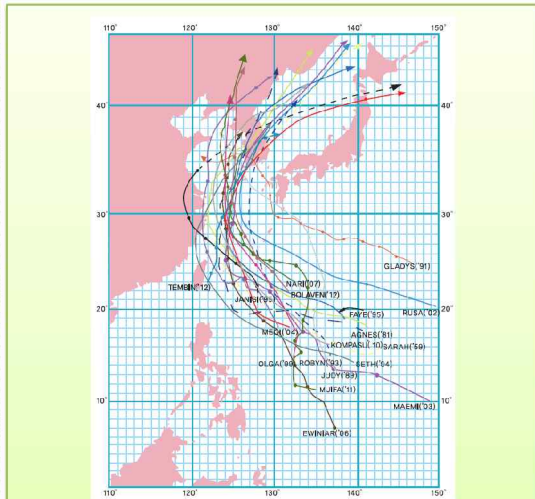 110° 120° 130° 140° 150°
40°
40°
30°
30°
GLADYS('91)
TEMBIN('12)
NARI('07)
JANIS('95)
BOLAVEN('12)
20°
FAYE('95)
RUSA('02)
20°
MEGI('04)
AGNES('81)
KOMPASU('10)
SARAH('59)
OLGA('99)
ROBYN('93)
SETH('94)
JUDY('89)
MUIFA('11)
10°
MAEMI('03)
10°
EWINIAR('06)
110° 120° 130° 140° 150°